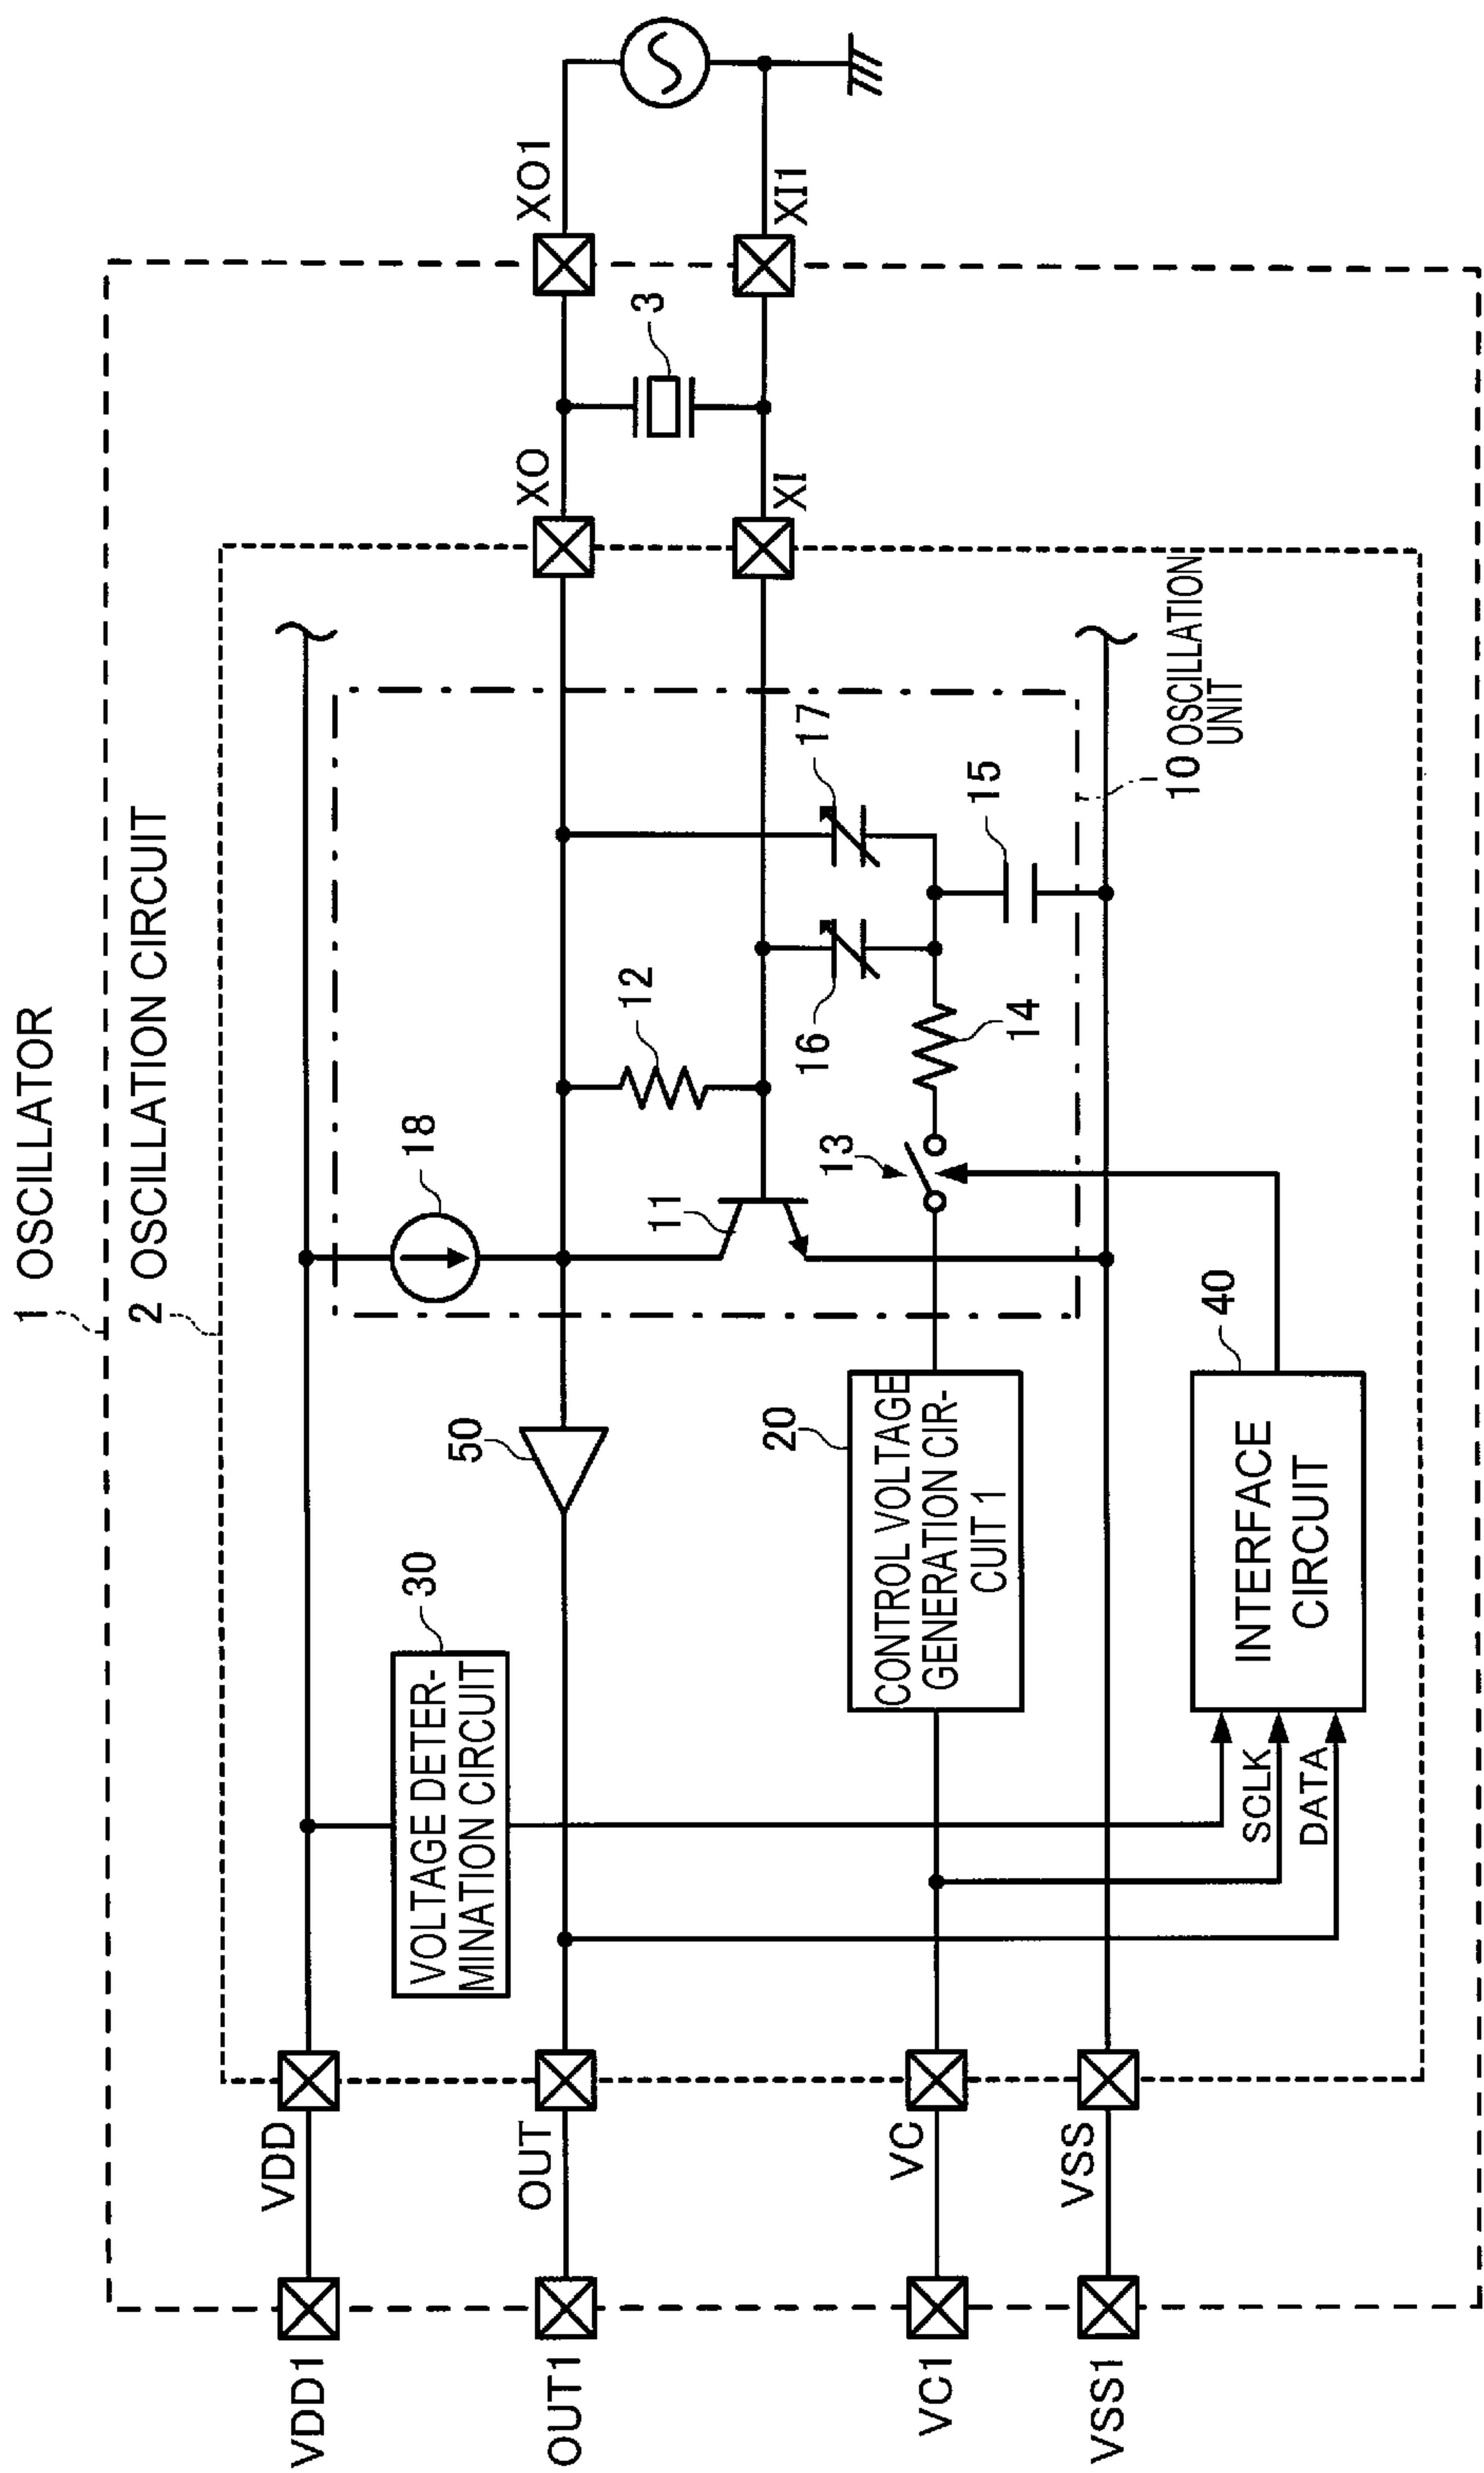 1 OSCILLATOR
2 OSCILLATION CIRCUIT
VDD1
VDD
VOLTAGE DETER-
MINATION CIRCUIT
30
18
OUT1
OUT
50
12
XO
XO1
11
3
XI
XI1
VC1
VC
20
CONTROL VOLTAGE
GENERATION CIR-
CUIT 1
13
16
17
14
15
VSS1
VSS
10 OSCILLATION
UNIT
SCLK
DATA
40
INTERFACE
CIRCUIT